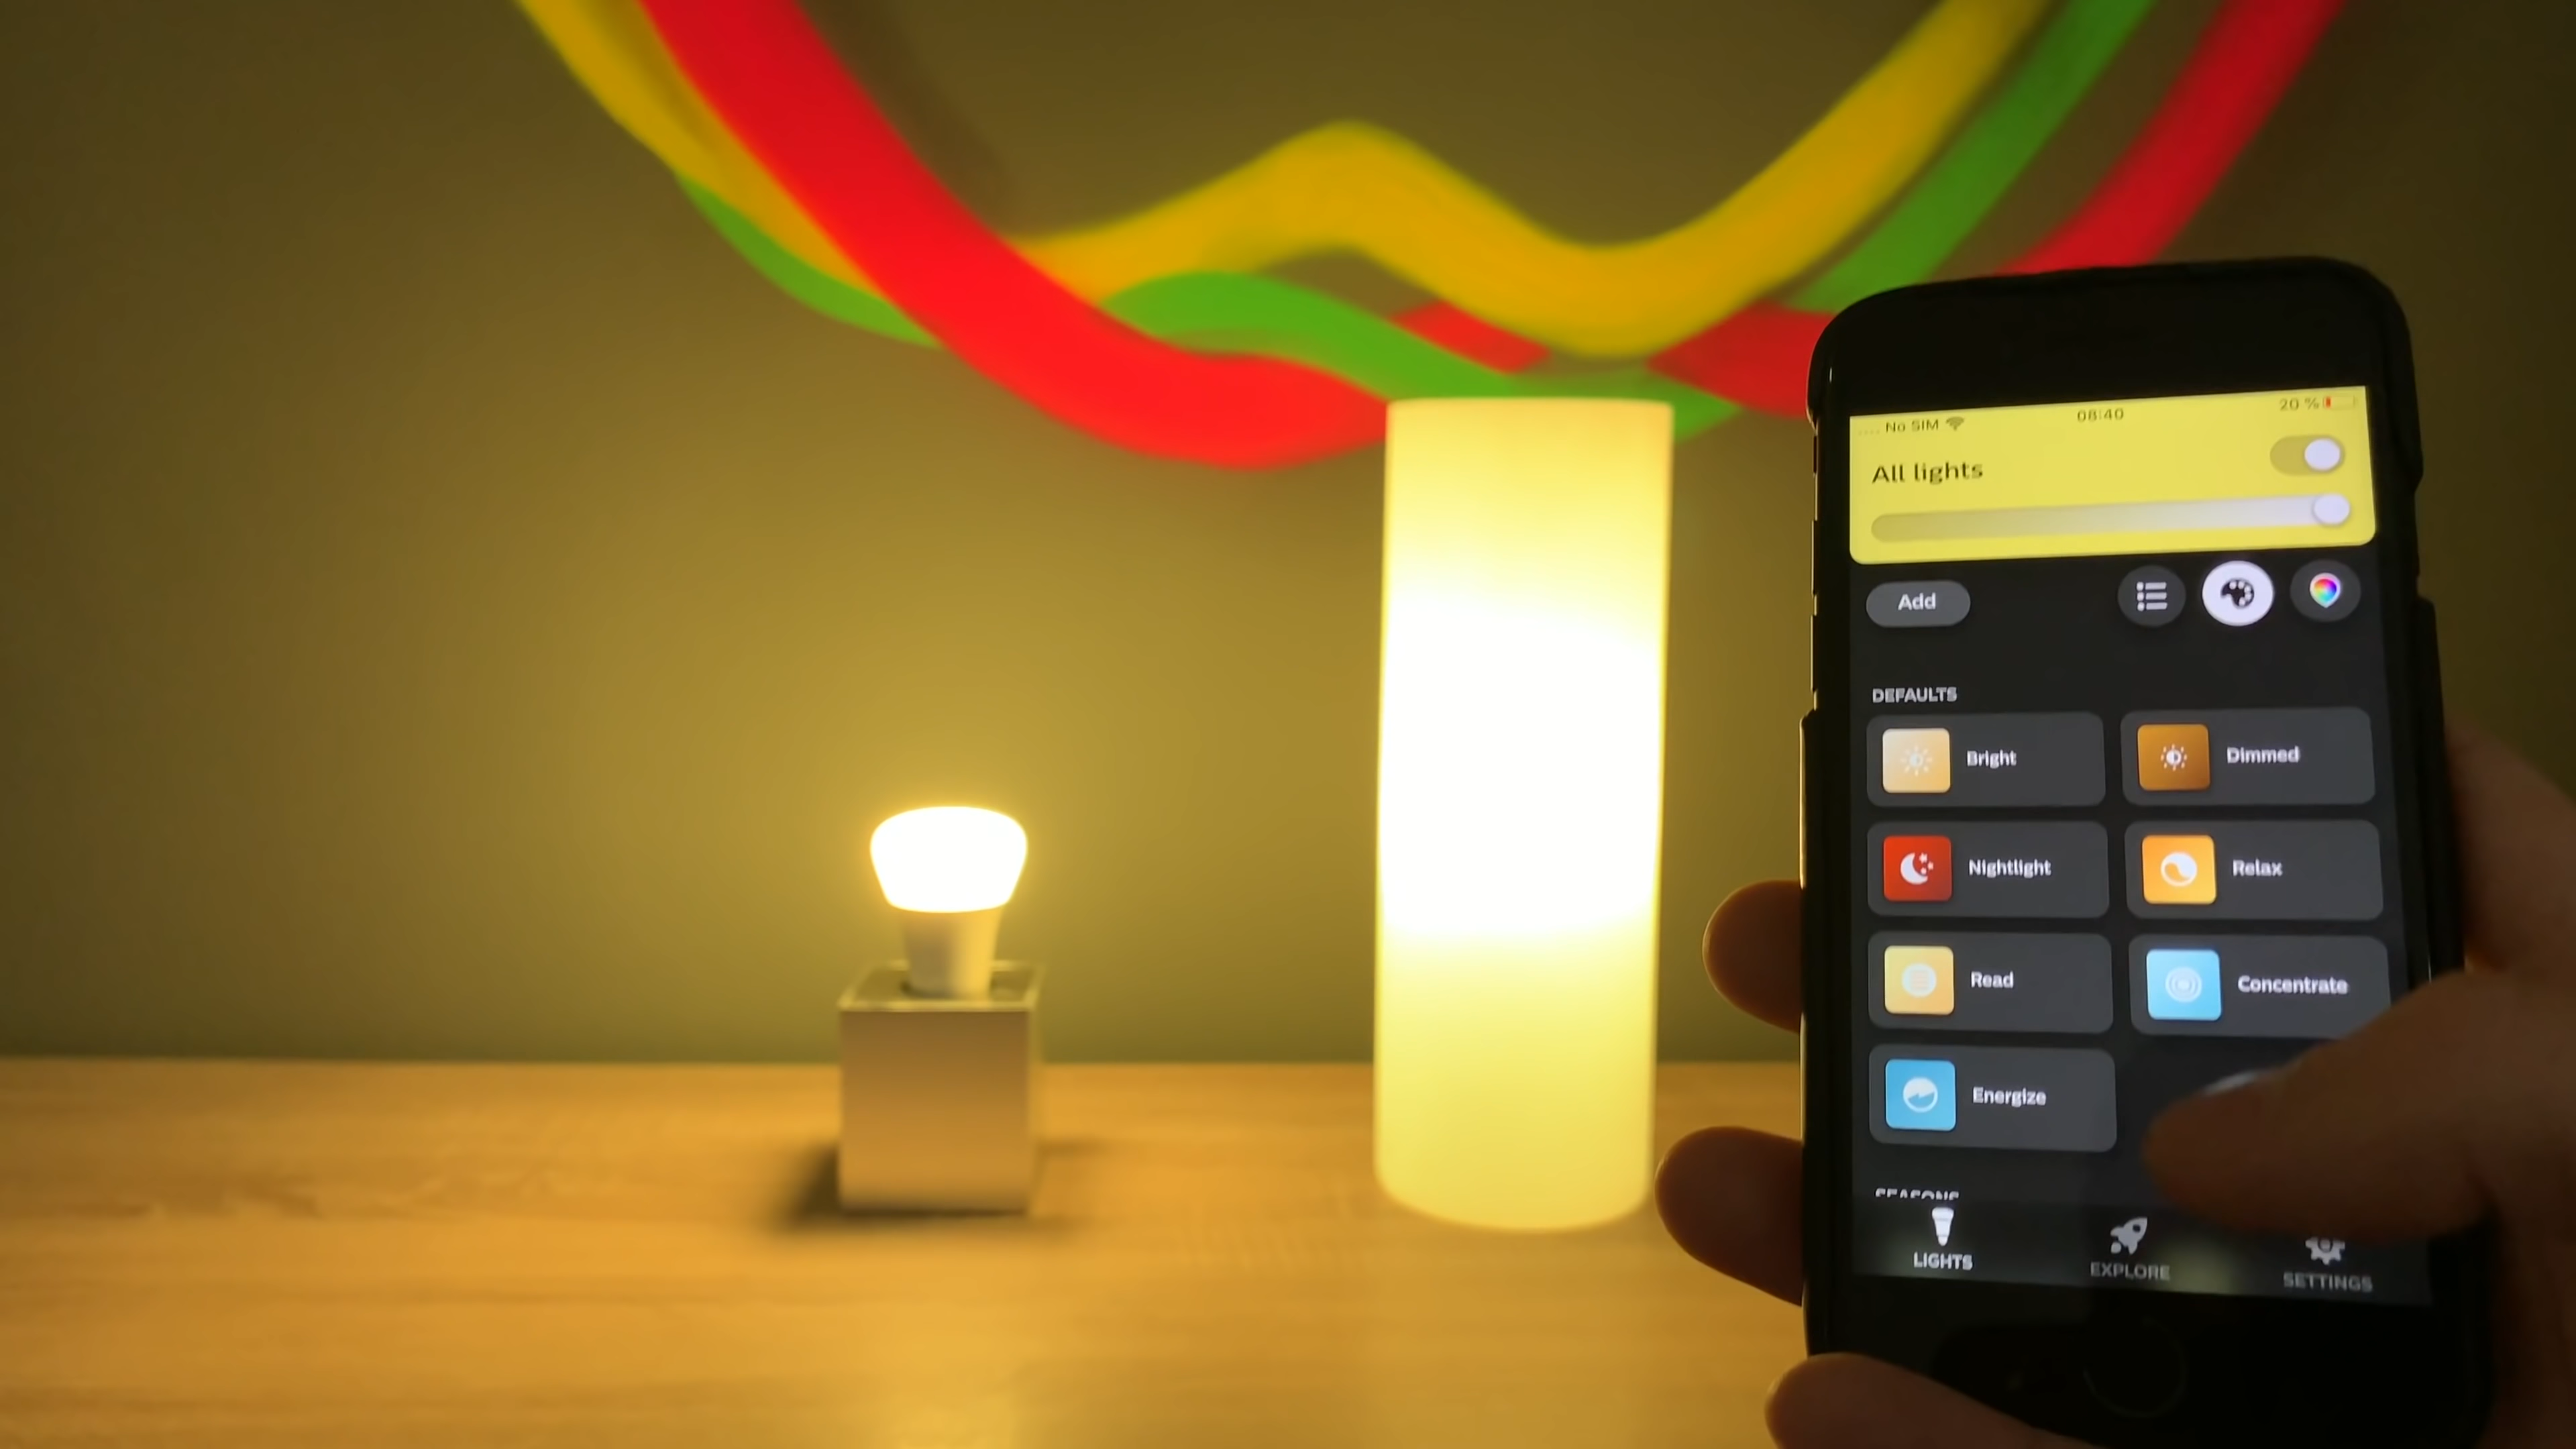 No SIM 08:40 20 %
All lights
Add
DEFAULTS
Bright Dimmed
Nightlight Relax
Read Concentrate
Energize
SEASONS
LIGHTS EXPLORE SETTINGS